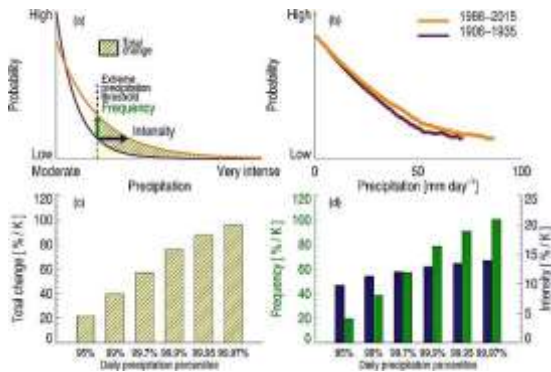 (a)
High
Total
change
Extreme
precipitation
threshold
Frequency
Intensity
Probability
Low
Moderate
Very intense
Precipitation
(b)
High
1986–2015
1906–1935
Probability
Low
0
50
100
Precipitation [mm day⁻¹]
(c)
120
100
80
60
40
20
0
Total change [ % / K ]
95%
99%
99.7%
99.9%
99.95
99.97%
Daily precipitation percentiles
(d)
120
100
80
60
40
20
0
Frequency [ % / K ]
25
20
15
10
5
0
Intensity [ % / K ]
95%
99%
99.7%
99.9%
99.95
99.97%
Daily precipitation percentiles